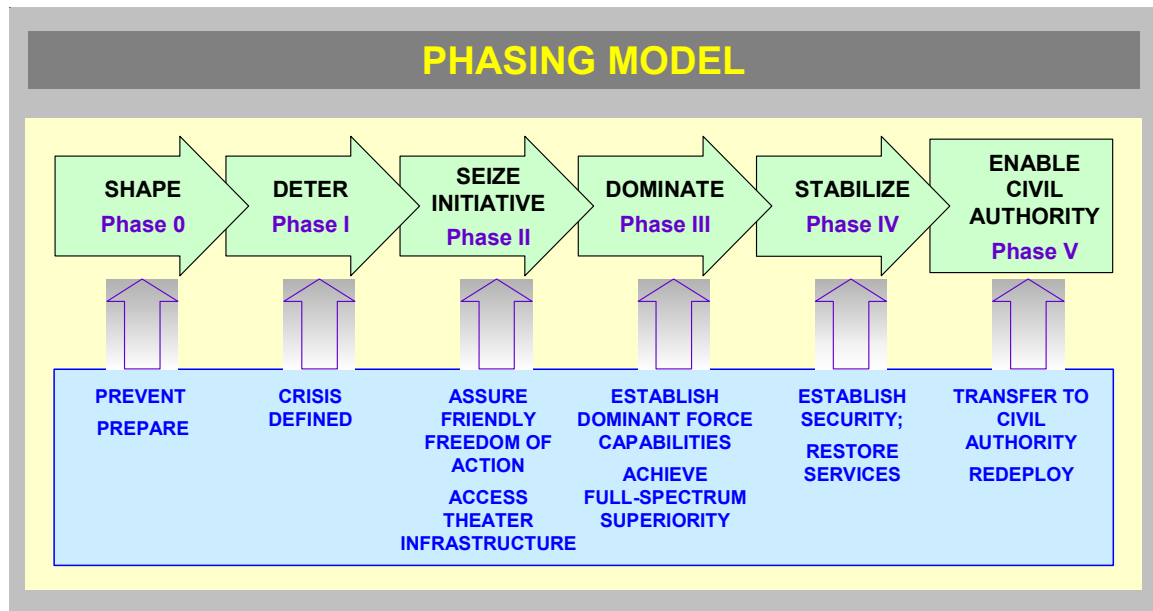 PHASING MODEL
SHAPE
Phase 0
DETER
Phase I
SEIZE
INITIATIVE
Phase II
DOMINATE
Phase III
STABILIZE
Phase IV
ENABLE
CIVIL
AUTHORITY
Phase V
PREVENT
PREPARE
CRISIS
DEFINED
ASSURE
FRIENDLY
FREEDOM OF
ACTION
ACCESS
THEATER
INFRASTRUCTURE
ESTABLISH
DOMINANT FORCE
CAPABILITIES
ACHIEVE
FULL-SPECTRUM
SUPERIORITY
ESTABLISH
SECURITY;
RESTORE
SERVICES
TRANSFER TO
CIVIL
AUTHORITY
REDEPLOY